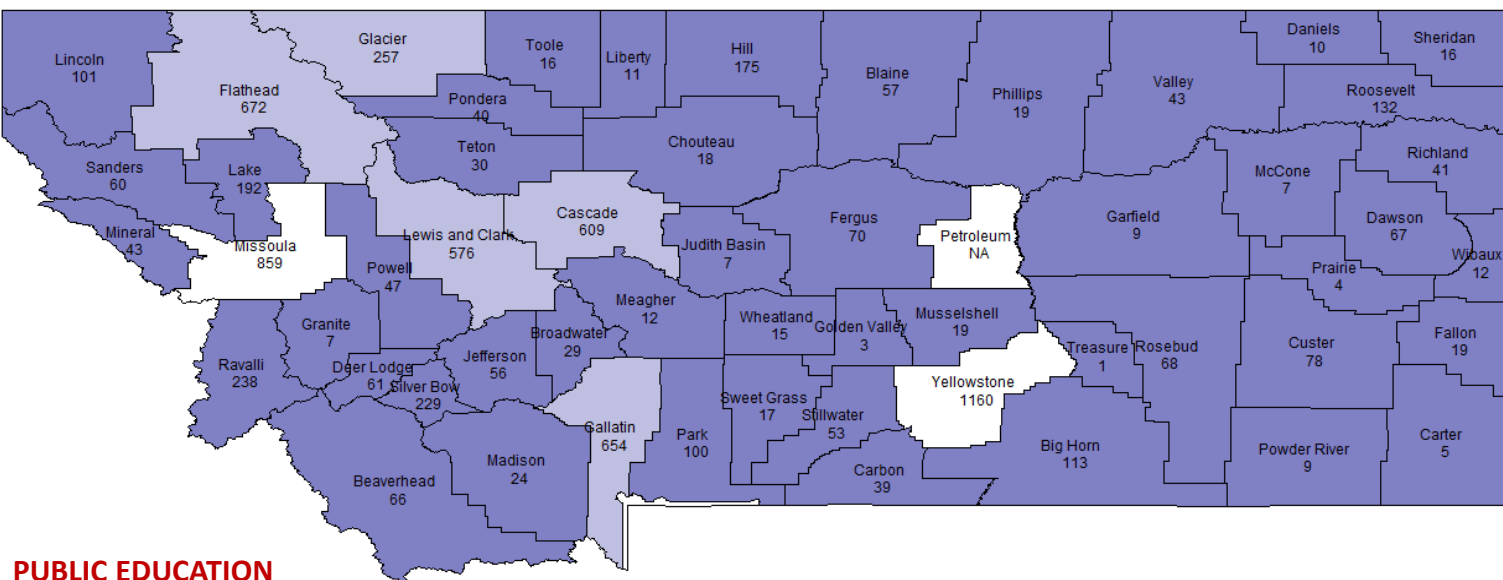 Lincoln
101
Flathead
672
Glacier
257
Toole
16
Liberty
11
Hill
175
Blaine
57
Phillips
19
Valley
43
Daniels
10
Sheridan
16
Roosevelt
132
Pondera
40
Teton
30
Chouteau
18
Sanders
60
Lake
192
Mineral
43
Missoula
859
Powell
47
Lewis and Clark
576
Cascade
609
Judith Basin
7
Fergus
70
Petroleum
NA
Garfield
9
McCone
7
Richland
41
Dawson
67
Wibaux
12
Prairie
4
Ravalli
238
Granite
7
Deer Lodge
61
Silver Bow
229
Jefferson
56
Broadwater
29
Meagher
12
Wheatland
15
Golden Valley
3
Musselshell
19
Treasure
1
Rosebud
68
Custer
78
Fallon
19
Yellowstone
1160
Beaverhead
66
Madison
24
Gallatin
654
Park
100
Sweet Grass
17
Stillwater
53
Carbon
39
Big Horn
113
Powder River
9
Carter
5
PUBLIC EDUCATION